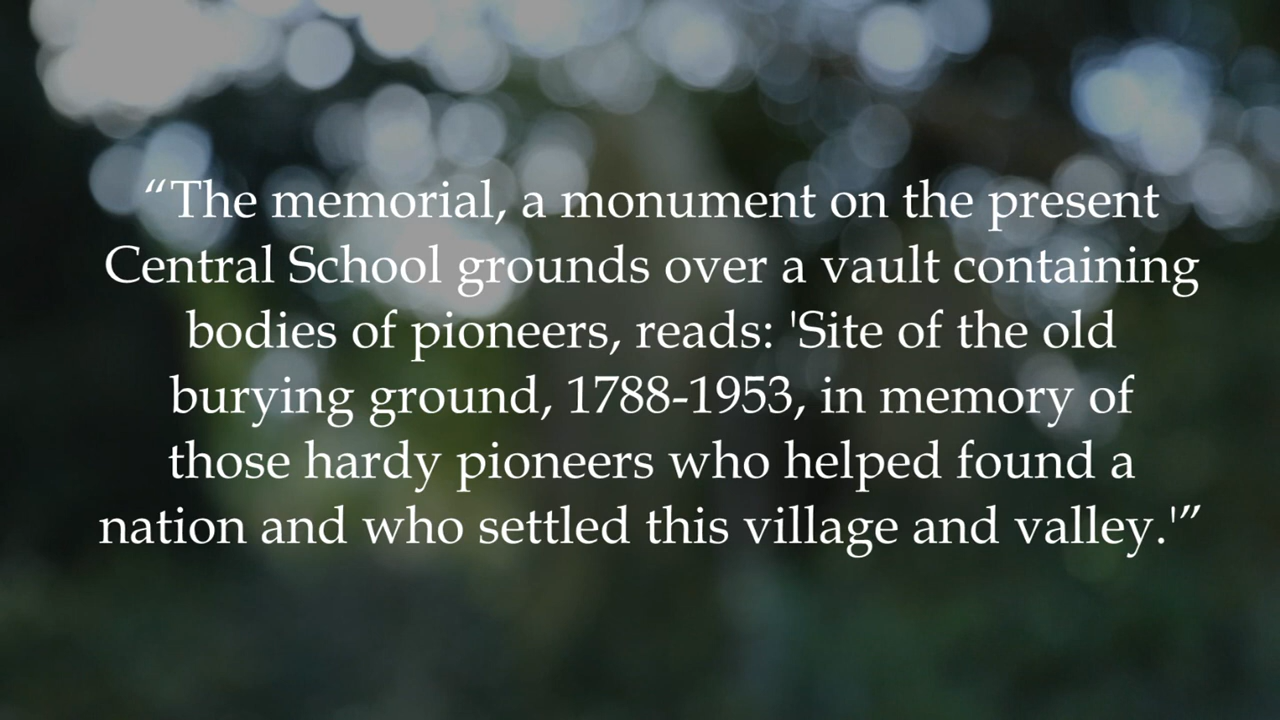 “The memorial, a monument on the present
Central School grounds over a vault containing
bodies of pioneers, reads: 'Site of the old
burying ground, 1788-1953, in memory of
those hardy pioneers who helped found a
nation and who settled this village and valley.'”